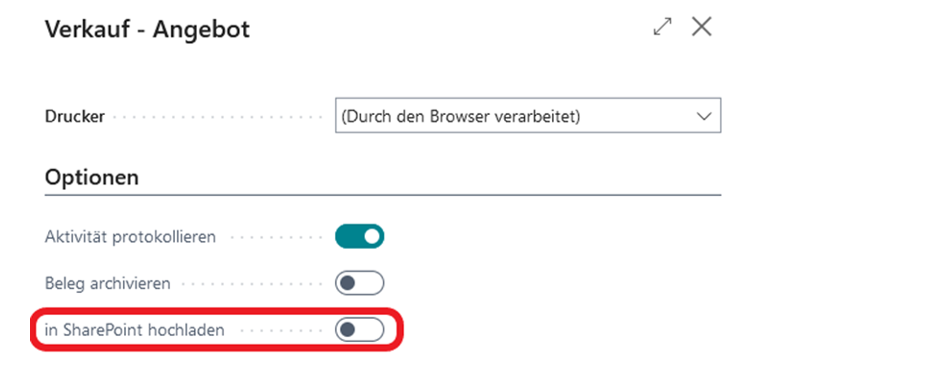 Verkauf - Angebot
Drucker (Durch den Browser verarbeitet)
Optionen
Aktivität protokollieren
Beleg archivieren
in SharePoint hochladen